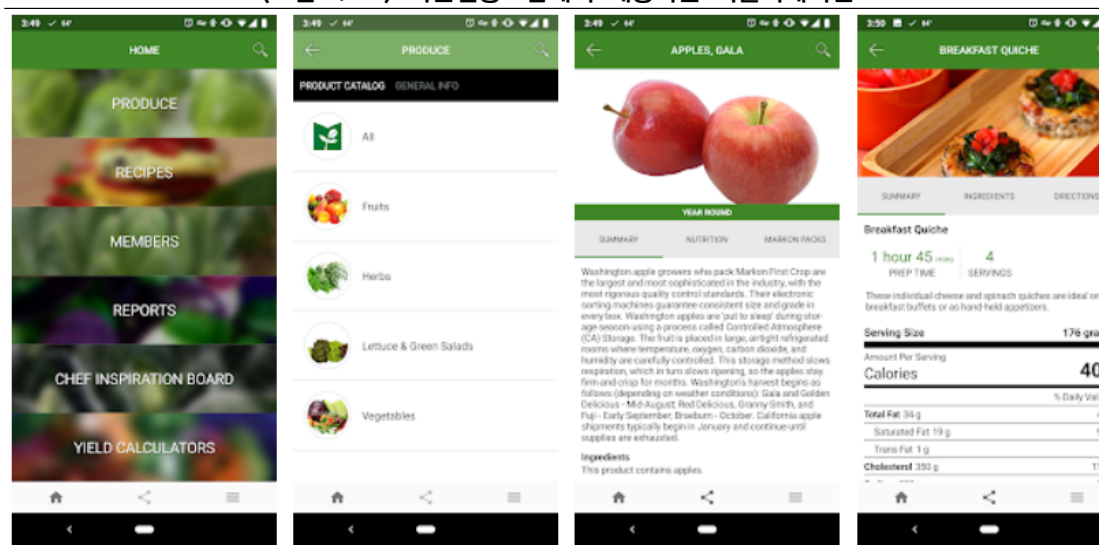 3:49
HOME
PRODUCE
RECIPES
MEMBERS
REPORTS
CHEF INSPIRATION BOARD
YIELD CALCULATORS
3:49
PRODUCE
PRODUCT CATALOG GENERAL INFO
All
Fruits
Herbs
Lettuce & Green Salads
Vegetables
3:49
APPLES, GALA
YEAR ROUND
SUMMARY NUTRITION MARKON PACKS
Washington apple growers who pack Markon First Crop are
the largest and most sophisticated in the industry, with the
most rigorous quality control standards. Their electronic
sorting machines guarantee consistent size and grade in
every box. Washington apples are 'put to sleep' during stor-
age season using a process called Controlled Atmosphere
(CA) Storage. The fruit is placed in large, airtight refrigerated
rooms where temperature, oxygen, carbon dioxide, and
humidity are carefully controlled. This storage method slows
respiration, which in turn slows ripening, so the apples stay
firm and crisp for months. Washington's harvest begins as
follows (depending on weather conditions): Gala and Golden
Delicious - Mid-August; Red Delicious, Granny Smith, and
Fuji - Early September; Braeburn - October. California apple
shipments typically begin in January and continue until
supplies are exhausted.
Ingredients
This product contains apples.
3:50
BREAKFAST QUICHE
SUMMARY INGREDIENTS DIRECTIONS
Breakfast Quiche
1 hour 45 mins 4
PREP TIME SERVINGS
These individual cheese and spinach quiches are ideal on
breakfast buffets or as hand-held appetizers.
Serving Size 176 gra
Amount Per Serving
Calories 40
% Daily Val
Total Fat 34 g
Saturated Fat 19 g
Trans Fat 1 g
Cholesterol 350 g